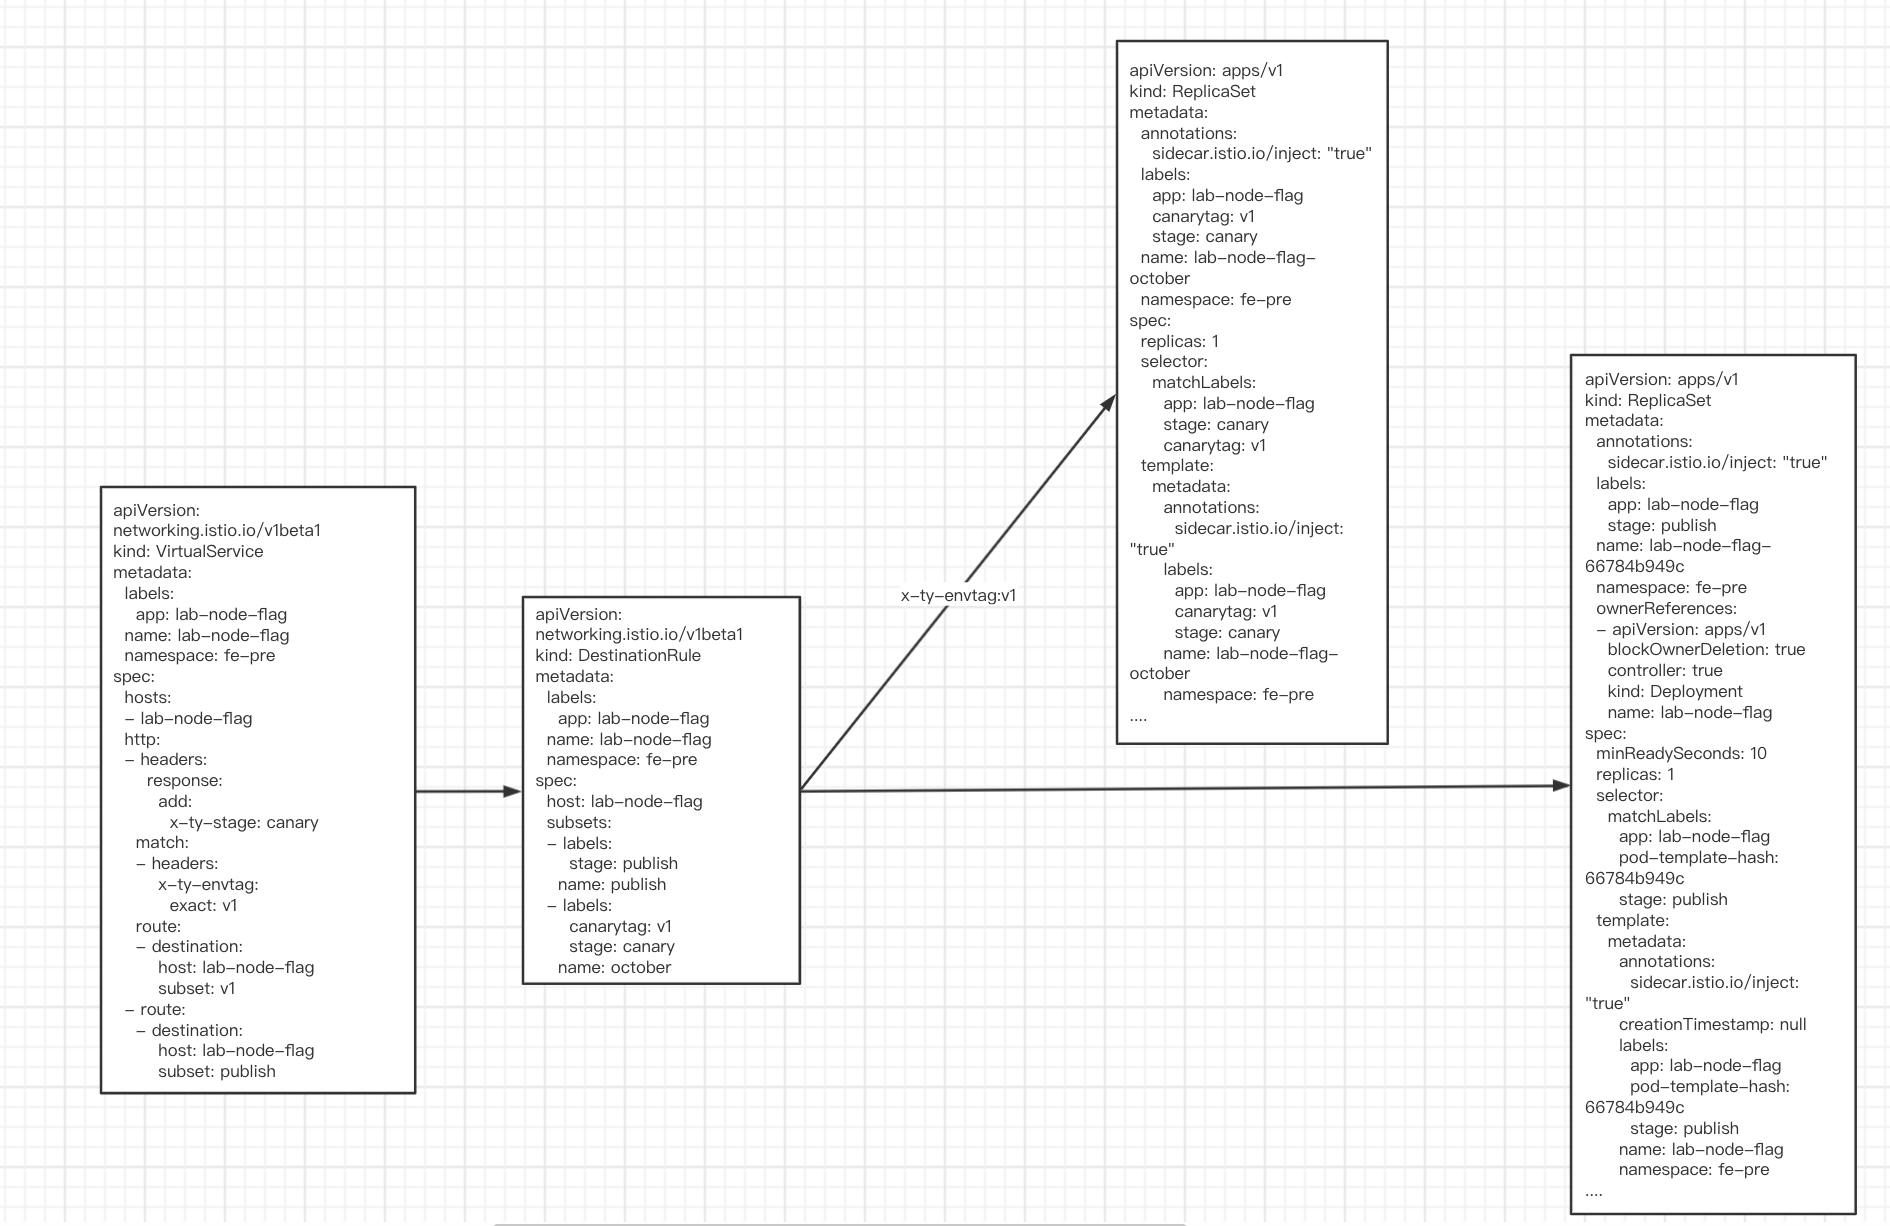 apiVersion:
networking.istio.io/v1beta1
kind: VirtualService
metadata:
  labels:
    app: lab-node-flag
  name: lab-node-flag
  namespace: fe-pre
spec:
  hosts:
  - lab-node-flag
  http:
  - headers:
      response:
        add:
          x-ty-stage: canary
    match:
    - headers:
        x-ty-envtag:
          exact: v1
    route:
    - destination:
        host: lab-node-flag
        subset: v1
  - route:
    - destination:
        host: lab-node-flag
        subset: publish
apiVersion:
networking.istio.io/v1beta1
kind: DestinationRule
metadata:
  labels:
    app: lab-node-flag
  name: lab-node-flag
  namespace: fe-pre
spec:
  host: lab-node-flag
  subsets:
  - labels:
      stage: publish
    name: publish
  - labels:
      canarytag: v1
      stage: canary
    name: october
x-ty-envtag:v1
apiVersion: apps/v1
kind: ReplicaSet
metadata:
  annotations:
    sidecar.istio.io/inject: "true"
  labels:
    app: lab-node-flag
    canarytag: v1
    stage: canary
  name: lab-node-flag-
october
  namespace: fe-pre
spec:
  replicas: 1
  selector:
    matchLabels:
      app: lab-node-flag
      stage: canary
      canarytag: v1
  template:
    metadata:
      annotations:
        sidecar.istio.io/inject:
"true"
      labels:
        app: lab-node-flag
        canarytag: v1
        stage: canary
      name: lab-node-flag-
october
      namespace: fe-pre
....
apiVersion: apps/v1
kind: ReplicaSet
metadata:
  annotations:
    sidecar.istio.io/inject: "true"
  labels:
    app: lab-node-flag
    stage: publish
  name: lab-node-flag-
66784b949c
  namespace: fe-pre
  ownerReferences:
  - apiVersion: apps/v1
    blockOwnerDeletion: true
    controller: true
    kind: Deployment
    name: lab-node-flag
spec:
  minReadySeconds: 10
  replicas: 1
  selector:
    matchLabels:
      app: lab-node-flag
      pod-template-hash:
66784b949c
      stage: publish
  template:
    metadata:
      annotations:
        sidecar.istio.io/inject:
"true"
      creationTimestamp: null
      labels:
        app: lab-node-flag
        pod-template-hash:
66784b949c
        stage: publish
      name: lab-node-flag
      namespace: fe-pre
....